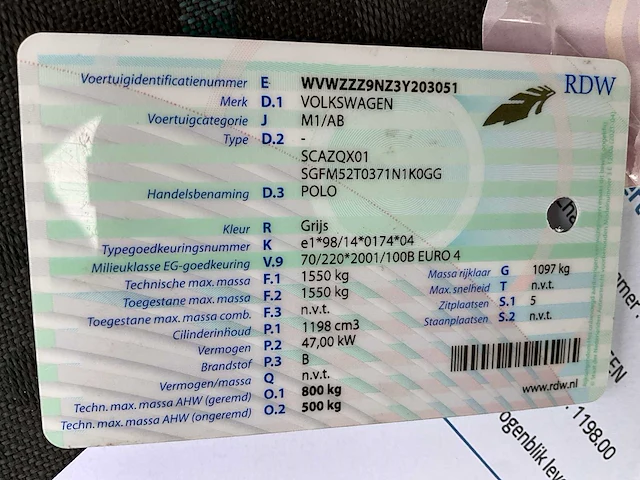 RDW
Voertuigidentificatienummer E WVWZZZ9NZ3Y203051
Merk D.1 VOLKSWAGEN
Voertuigcategorie J M1/AB
Type D.2 -
SCAZQX01
SGFM52T0371N1K0GG
Handelsbenaming D.3 POLO
Kleur R Grijs
Typegoedkeuringsnummer K e1*98/14*0174*04
Milieuklasse EG-goedkeuring V.9 70/220*2001/100B EURO 4
Technische max. massa F.1 1550 kg Massa rijklaar G 1097 kg
Toegestane max. massa F.2 1550 kg Max. snelheid T n.v.t.
Toegestane max. massa comb. F.3 n.v.t. Zitplaatsen S.1 5
Cilinderinhoud P.1 1198 cm3 Staanplaatsen S.2 n.v.t.
Vermogen P.2 47,00 kW
Brandstof P.3 B
Vermogen/massa Q n.v.t.
Techn. max. massa AHW (geremd) O.1 800 kg
Techn. max. massa AHW (ongeremd) O.2 500 kg
www.rdw.nl
1198.00